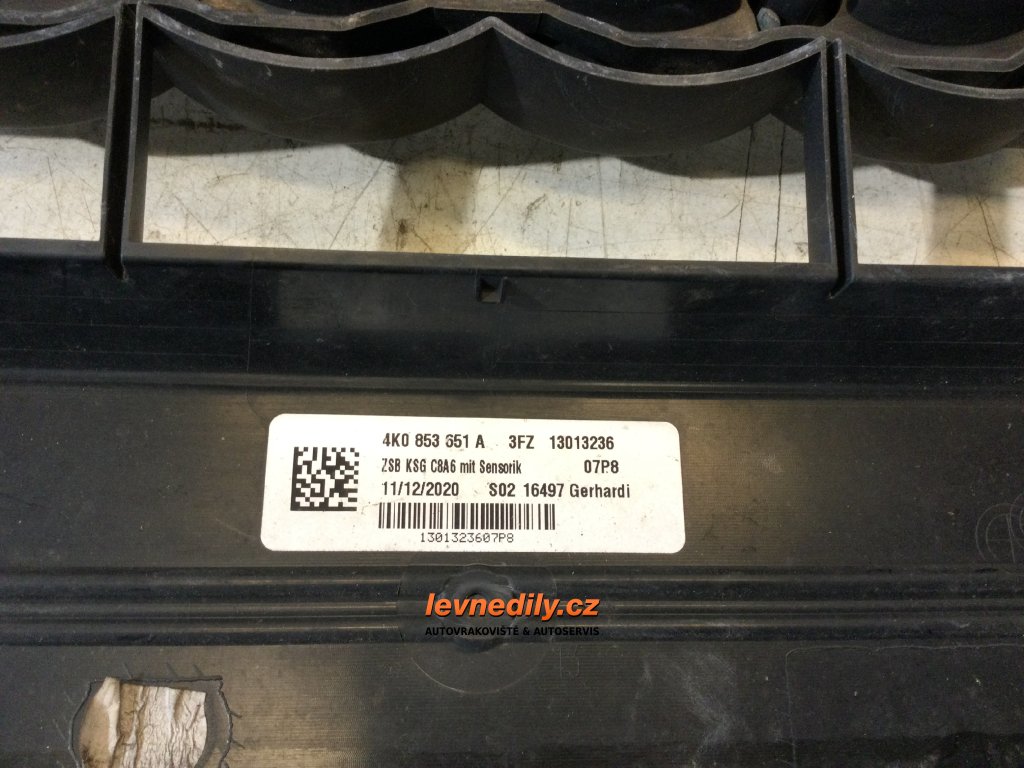 4K0 853 651 A 3FZ 13013236
ZSB KSG C8A6 mit Sensorik 07P8
11/12/2020 S02 16497 Gerhardi
1301323607P8
levnedily.cz
AUTOVRAKOVIŠTĚ & AUTOSERVIS